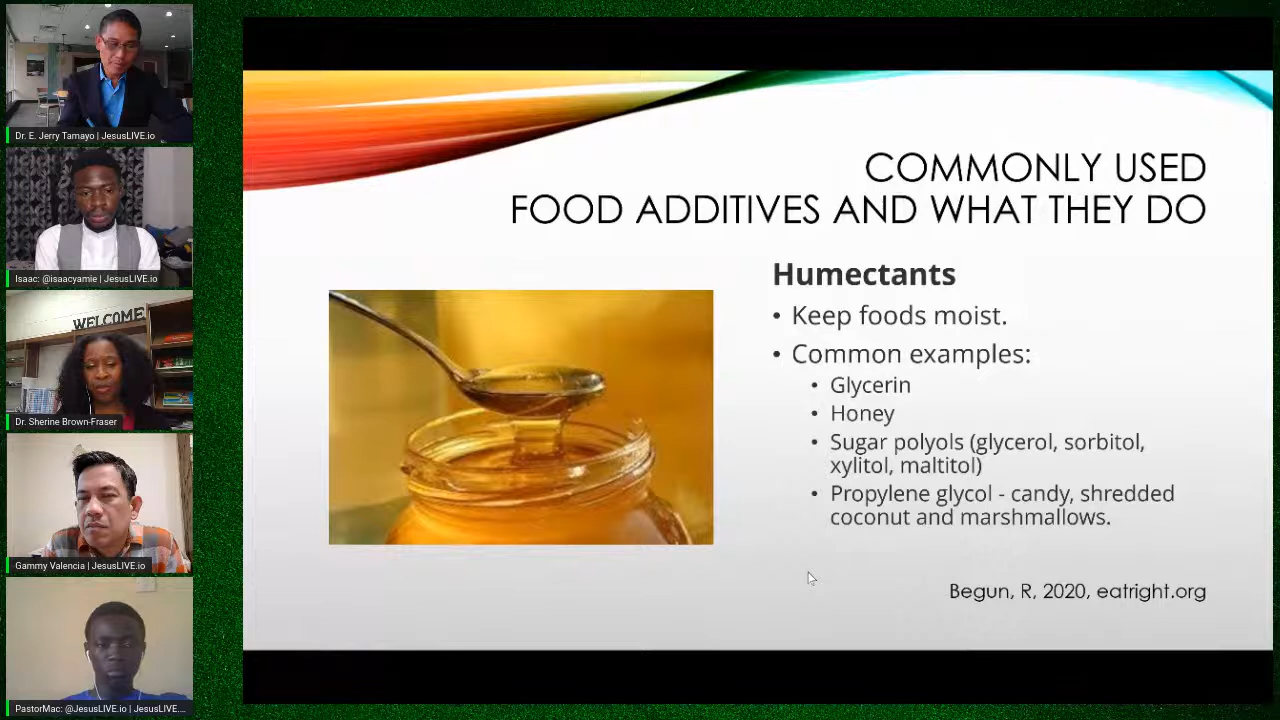 Dr. E. Jerry Tamayo | JesusLIVE.io
Isaac: @isaacyamie | JesusLIVE.io
WELCOME
Dr. Sherine Brown-Fraser
Gammy Valencia | JesusLIVE.io
PastorMac: @JesusLIVE.io | JesusLIVE....
COMMONLY USED
FOOD ADDITIVES AND WHAT THEY DO
Humectants
• Keep foods moist.
• Common examples:
• Glycerin
• Honey
• Sugar polyols (glycerol, sorbitol,
xylitol, maltitol)
• Propylene glycol - candy, shredded
coconut and marshmallows.
Begun, R, 2020, eatright.org